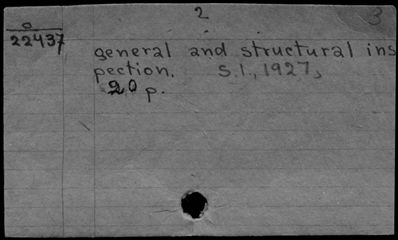 2 3
o
22437
general and structural ins
pection. S.l., 1927,
20 p.